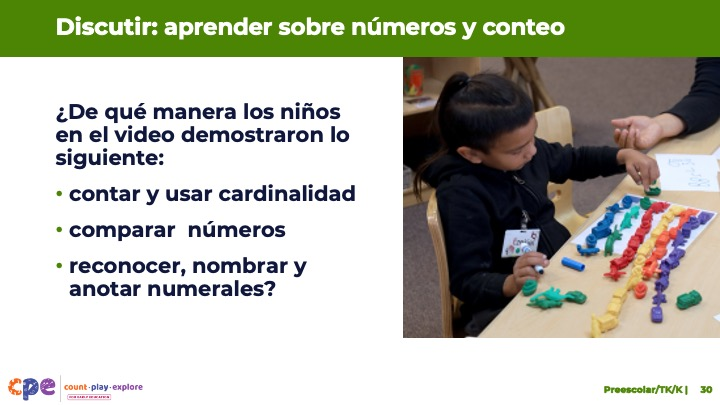 Discutir: aprender sobre números y conteo
¿De qué manera los niños
en el video demostraron lo
siguiente:
• contar y usar cardinalidad
• comparar  números
• reconocer, nombrar y
anotar numerales?
cpe
count·play·explore
Preescolar/TK/K | 30